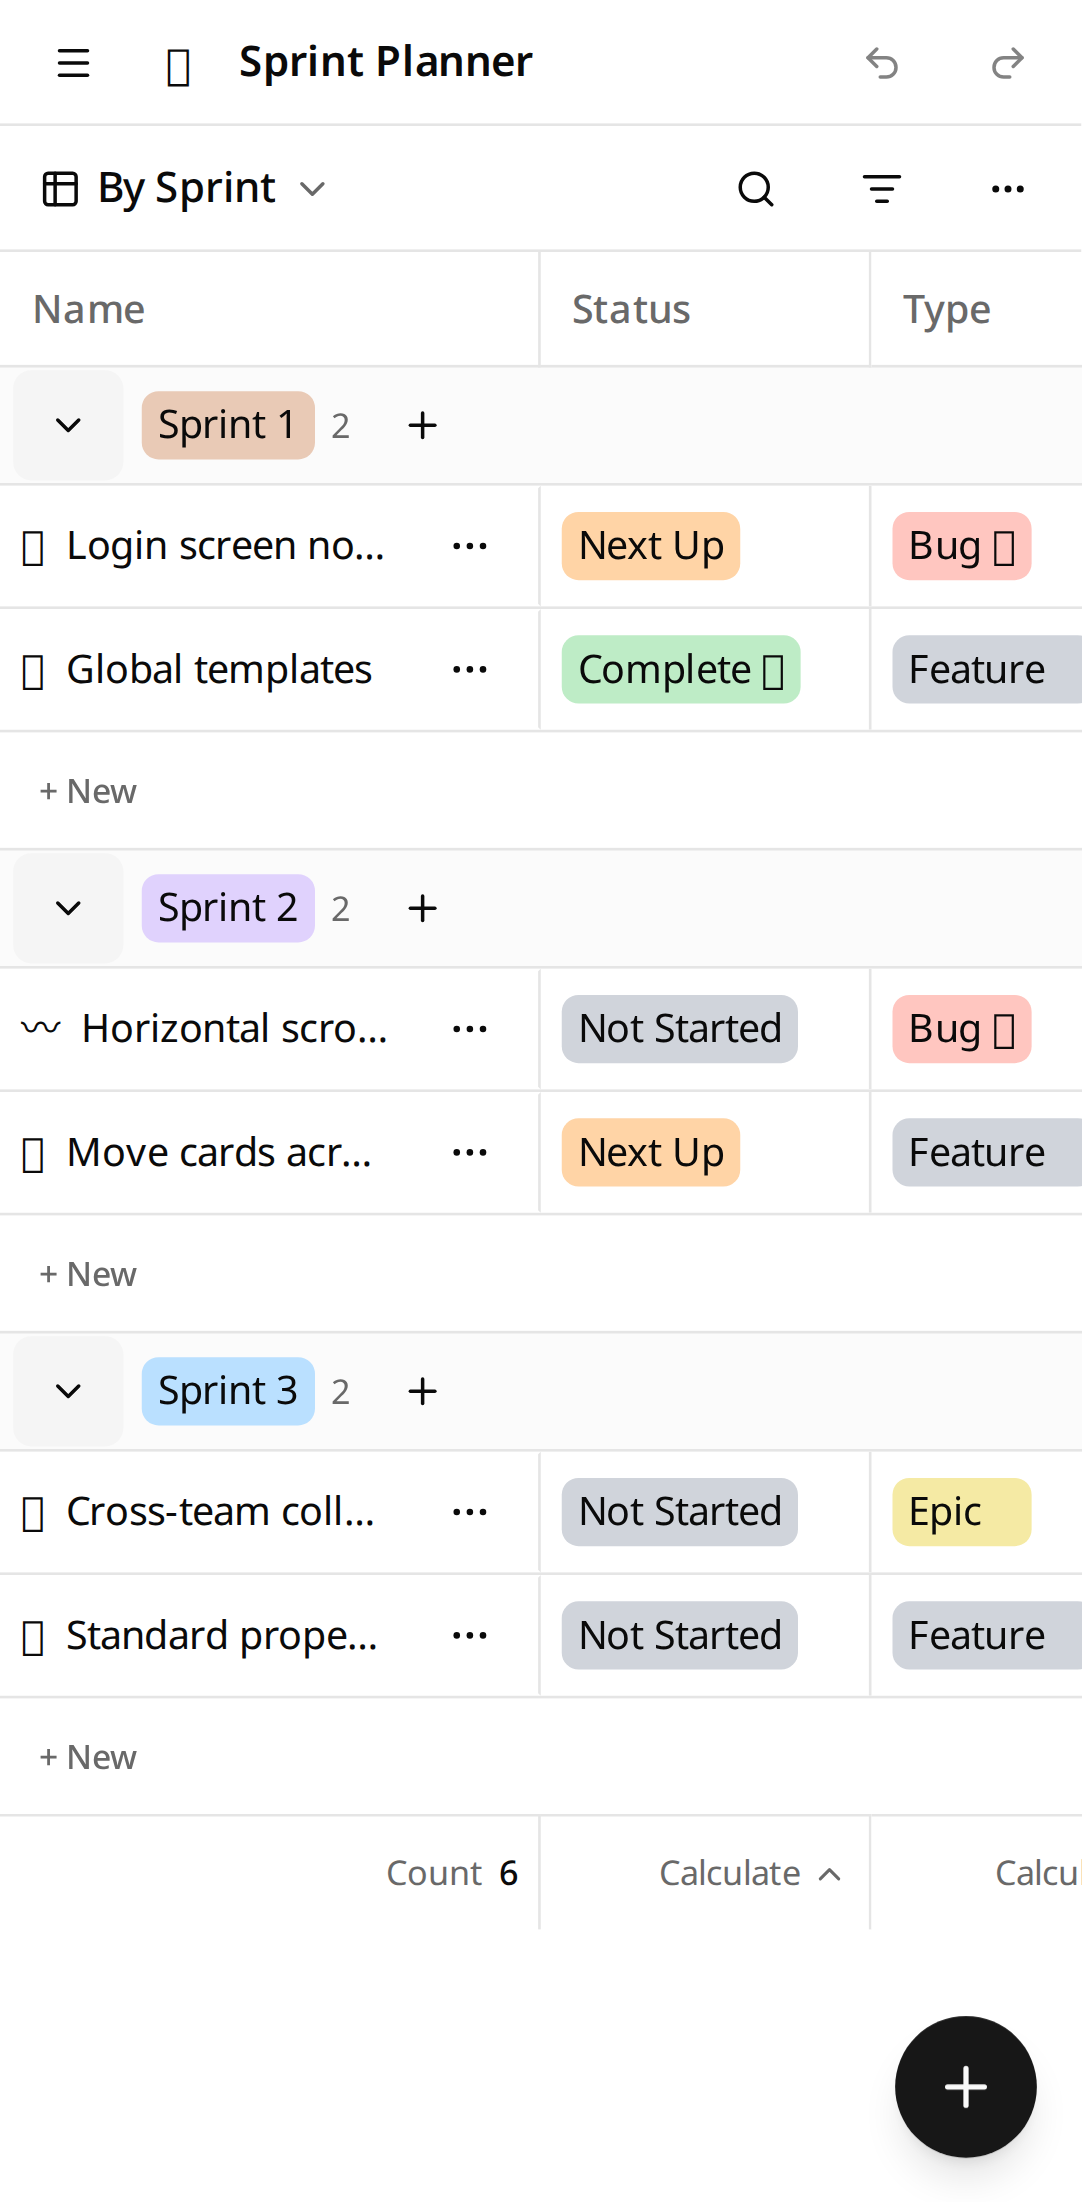 Sprint Planner
By Sprint
Name Status Type
Sprint 1 2
Login screen no... Next Up Bug
Global templates Complete Feature
+ New
Sprint 2 2
Horizontal scro... Not Started Bug
Move cards acr... Next Up Feature
+ New
Sprint 3 2
Cross-team coll... Not Started Epic
Standard prope... Not Started Feature
+ New
Count 6 Calculate Calcul